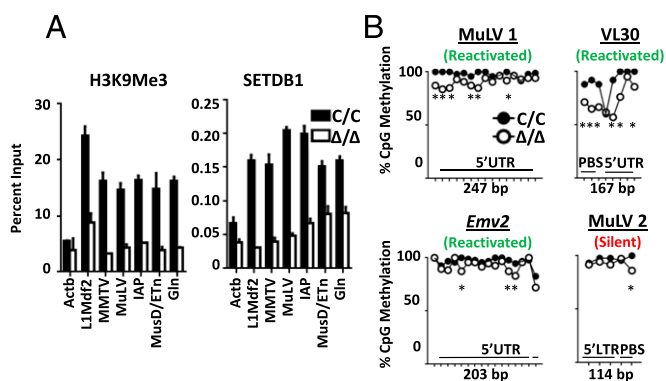 A
H3K9Me3
SETDB1
Percent Input
30
20
10
0
0.25
0.20
0.15
0.10
0.05
0
C/C
Δ/Δ
Actb
L1Mdf2
MMTV
MuLV
IAP
MusD/ETn
Gln
Actb
L1Mdf2
MMTV
MuLV
IAP
MusD/ETn
Gln
B
MuLV 1
(Reactivated)
% CpG Methylation
100
50
0
*** ** *
C/C
Δ/Δ
5'UTR
247 bp
VL30
(Reactivated)
*** ** *
PBS 5'UTR
167 bp
Emv2
(Reactivated)
% CpG Methylation
100
50
0
* **
5'UTR
203 bp
MuLV 2
(Silent)
*
5'LTR PBS
114 bp